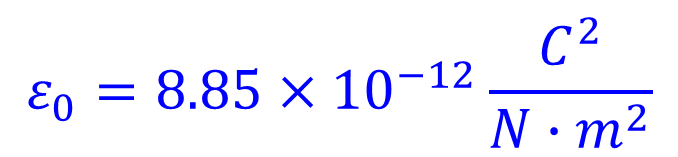 ε₀ = 8.85 × 10⁻¹² C² / N · m²